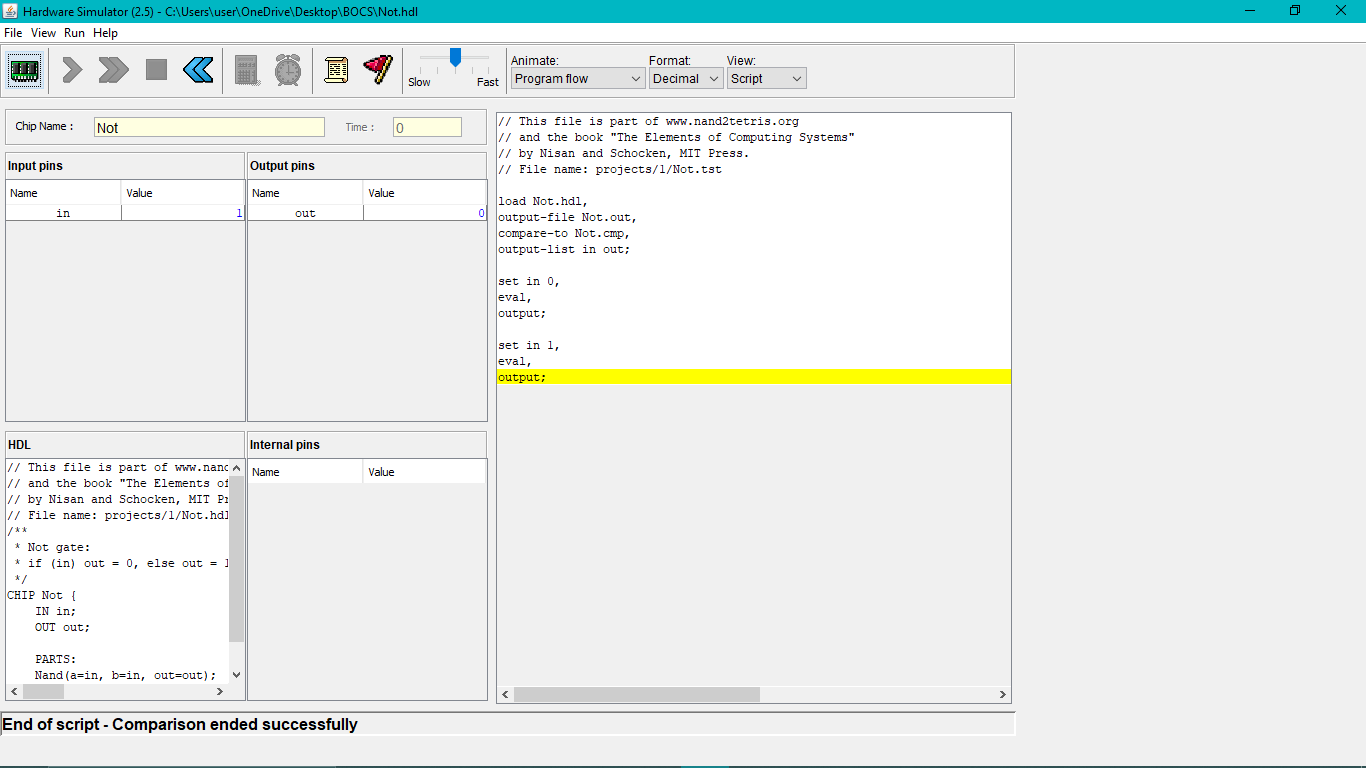 Hardware Simulator (2.5) - C:\Users\user\OneDrive\Desktop\BOCS\Not.hdl
File View Run Help
Slow Fast
Animate: Format: View:
Program flow Decimal Script
Chip Name : Not Time : 0
Input pins Output pins
Name Value Name Value
in 1 out 0
HDL
// This file is part of www.nand
// and the book "The Elements of
// by Nisan and Schocken, MIT Pr
// File name: projects/1/Not.hdl
/**
* Not gate:
* if (in) out = 0, else out = 1
*/
CHIP Not {
IN in;
OUT out;
PARTS:
Nand(a=in, b=in, out=out);
Internal pins
Name Value
// This file is part of www.nand2tetris.org
// and the book "The Elements of Computing Systems"
// by Nisan and Schocken, MIT Press.
// File name: projects/1/Not.tst
load Not.hdl,
output-file Not.out,
compare-to Not.cmp,
output-list in out;
set in 0,
eval,
output;
set in 1,
eval,
output;
End of script - Comparison ended successfully